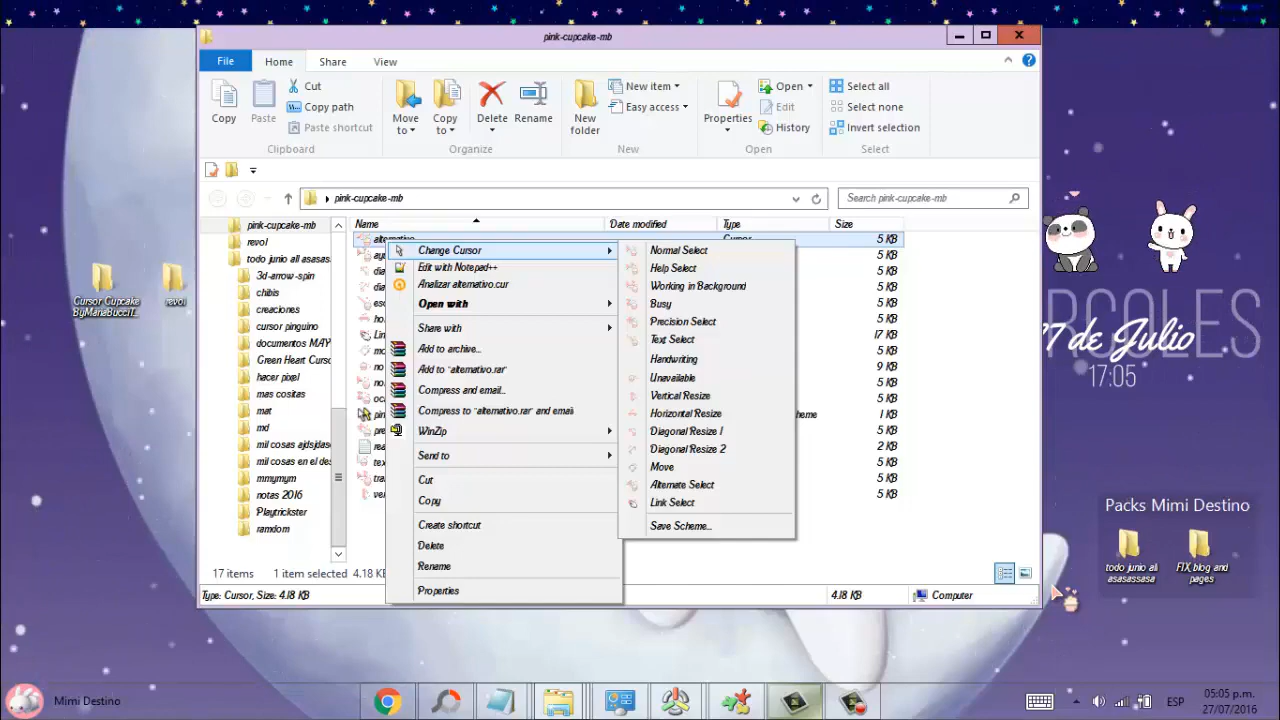 pink-cupcake-mb
File
Home
Share
View
Copy
Paste
Cut
Copy path
Paste shortcut
Clipboard
Move to
Copy to
Delete
Rename
Organize
New folder
New item
Easy access
New
Properties
Open
Edit
History
Open
Select all
Select none
Invert selection
Select
pink-cupcake-mb
Search pink-cupcake-mb
Name
Date modified
Type
Size
pink-cupcake-mb
revol
todo junio all asasas
3d-arrow-spin
chibis
creaciones
cursor pinguino
documentos MAY
Green Heart Curso
hacer pixel
mas cositas
mat
md
mil cosas ajdsjdas
mil cosas en el des
mmymym
notas 2016
Playtrickster
ramdom
alternativo
Cursor
5 KB
5 KB
5 KB
5 KB
5 KB
17 KB
5 KB
9 KB
5 KB
5 KB
1 KB
5 KB
2 KB
5 KB
5 KB
5 KB
Change Cursor
Edit with Notepad++
Analizar alternativo.cur
Open with
Share with
Add to archive...
Add to "alternativo.rar"
Compress and email...
Compress to "alternativo.rar" and email
WinZip
Send to
Cut
Copy
Create shortcut
Delete
Rename
Properties
Normal Select
Help Select
Working in Background
Busy
Precision Select
Text Select
Handwriting
Unavailable
Vertical Resize
Horizontal Resize
Diagonal Resize 1
Diagonal Resize 2
Move
Alternate Select
Link Select
Save Scheme...
17 items
1 item selected
4.18 KB
Type: Cursor, Size: 4.18 KB
4.18 KB
Computer
Cursor Cupcake
ByMariaBucciT...
revol
RCOLES
7 de Julio
17:05
Packs Mimi Destino
todo junio all
asasassasa
FIX blog and
pages
Mimi Destino
ESP
05:05 p.m.
27/07/2016